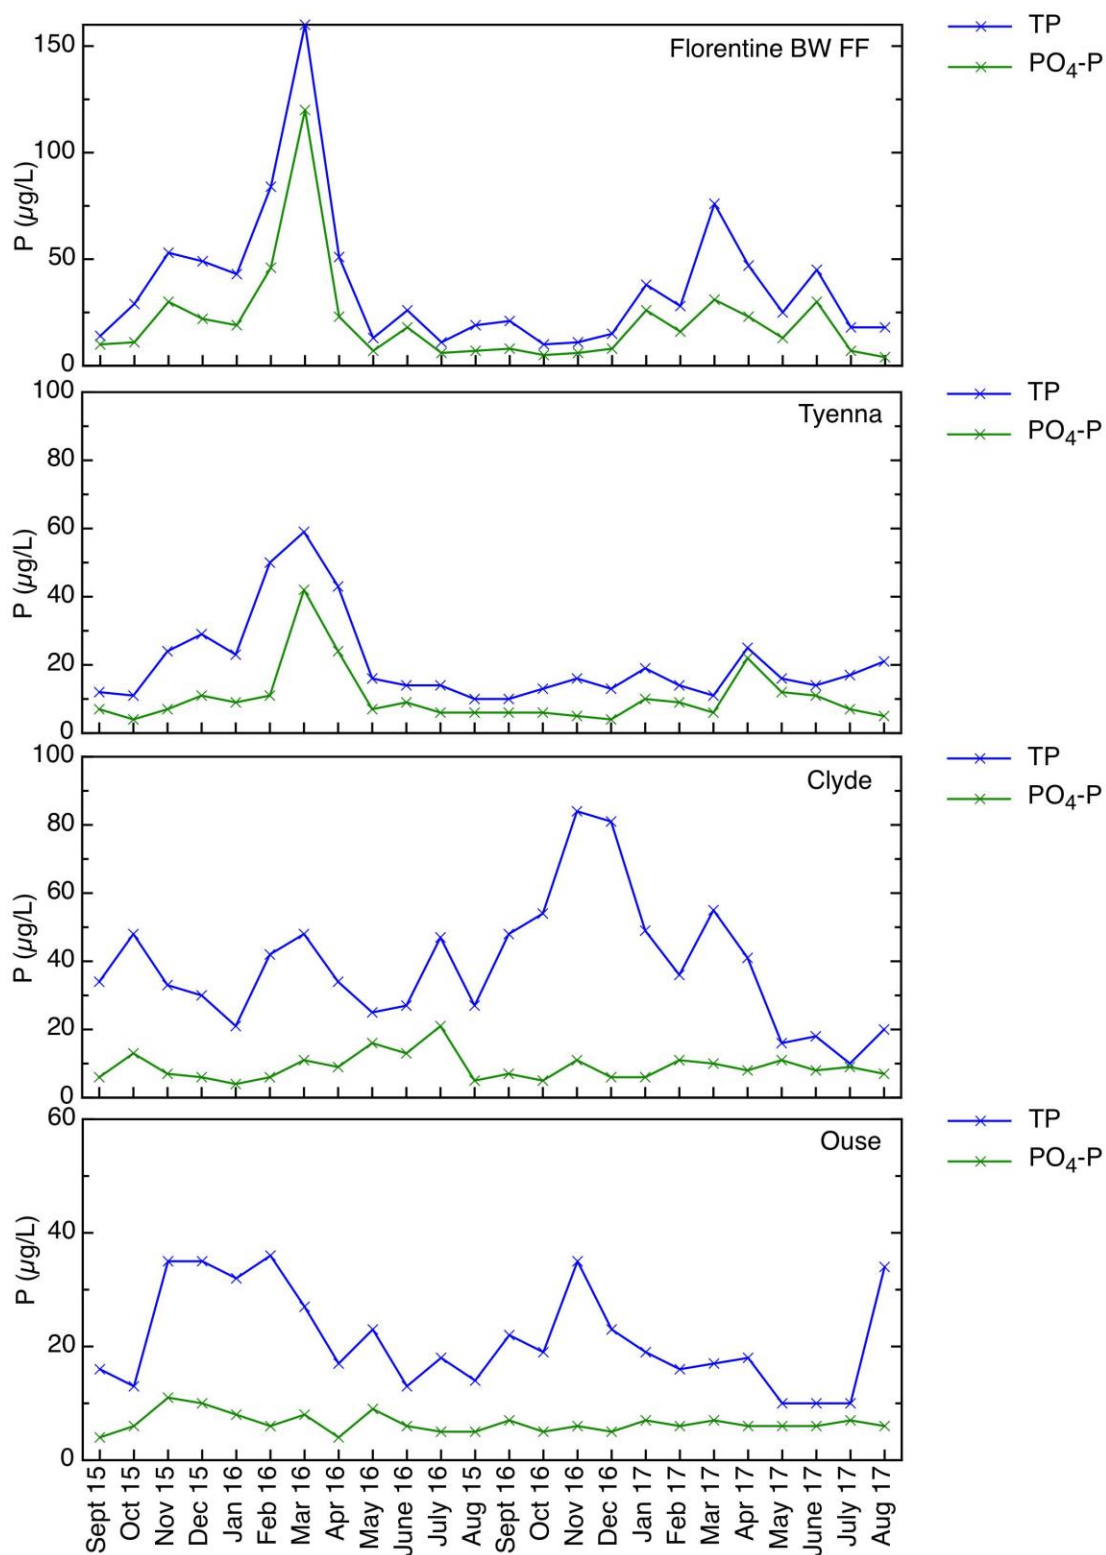 Florentine BW FF
TP
PO4-P
150
100
50
0
P (µg/L)
Tyenna
TP
PO4-P
100
80
60
40
20
0
P (µg/L)
Clyde
TP
PO4-P
100
80
60
40
20
0
P (µg/L)
Ouse
TP
PO4-P
60
40
20
0
P (µg/L)
Sept 15
Oct 15
Nov 15
Dec 15
Jan 16
Feb 16
Mar 16
Apr 16
May 16
June 16
July 16
Aug 15
Sept 16
Oct 16
Nov 16
Dec 16
Jan 17
Feb 17
Mar 17
Apr 17
May 17
June 17
July 17
Aug 17